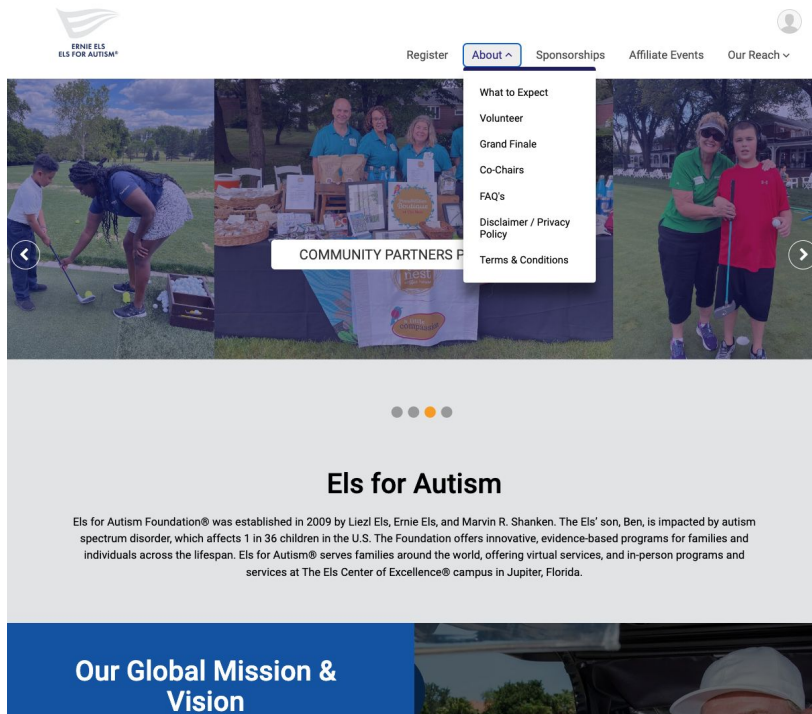 ERNIE ELS
ELS FOR AUTISM®
Register
About
Sponsorships
Affiliate Events
Our Reach
What to Expect
Volunteer
Grand Finale
Co-Chairs
FAQ's
Disclaimer / Privacy
Policy
Terms & Conditions
COMMUNITY PARTNERS P
nest
compass
Els for Autism
Els for Autism Foundation® was established in 2009 by Liezl Els, Ernie Els, and Marvin R. Shanken. The Els' son, Ben, is impacted by autism
spectrum disorder, which affects 1 in 36 children in the U.S. The Foundation offers innovative, evidence-based programs for families and
individuals across the lifespan. Els for Autism® serves families around the world, offering virtual services, and in-person programs and
services at The Els Center of Excellence® campus in Jupiter, Florida.
Our Global Mission &
Vision